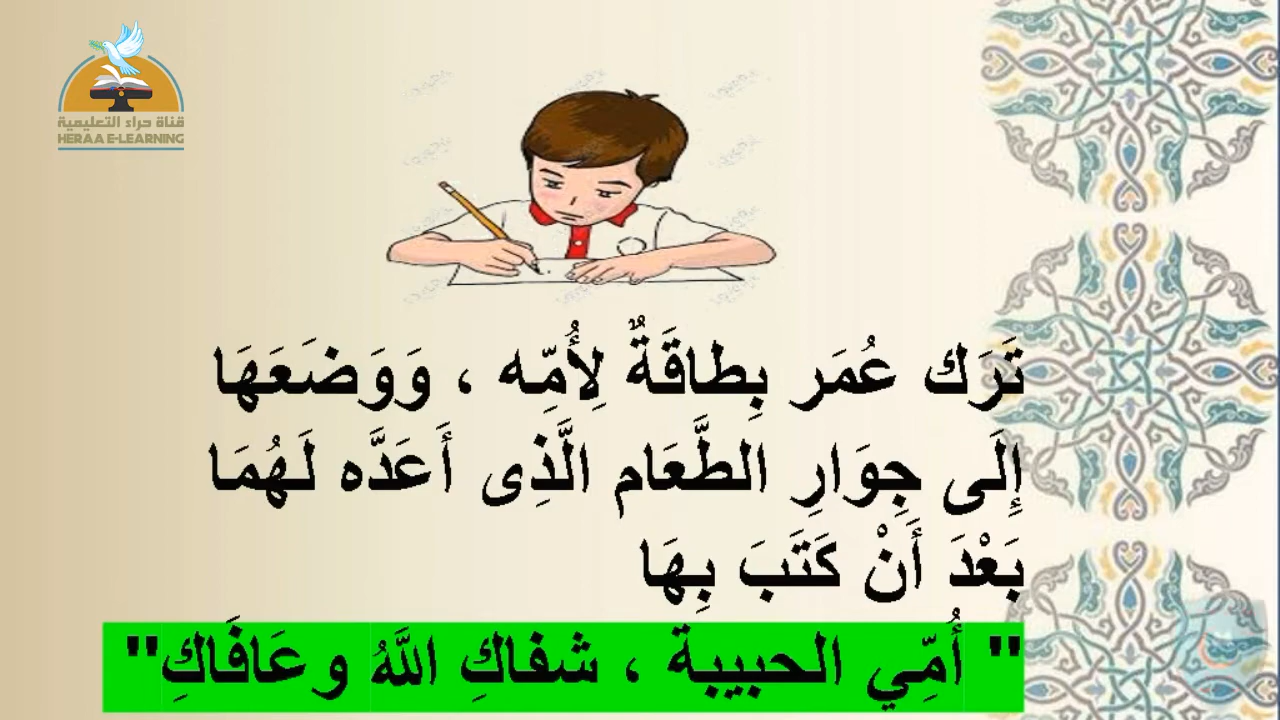 قناة حراء التعليمية
HERAA E-LEARNING
تَرَك عُمَر بِطاقَةٌ لِأُمِّه ، وَوَضَعَهَا
إِلَى جِوَارِ الطَّعَام الَّذِى أَعَدَّه لَهُمَا
بَعْدَ أَنْ كَتَبَ بِهَا
" أُمِّي الحبيبة ، شفاكِ اللَّهُ وعَافَاكِ"